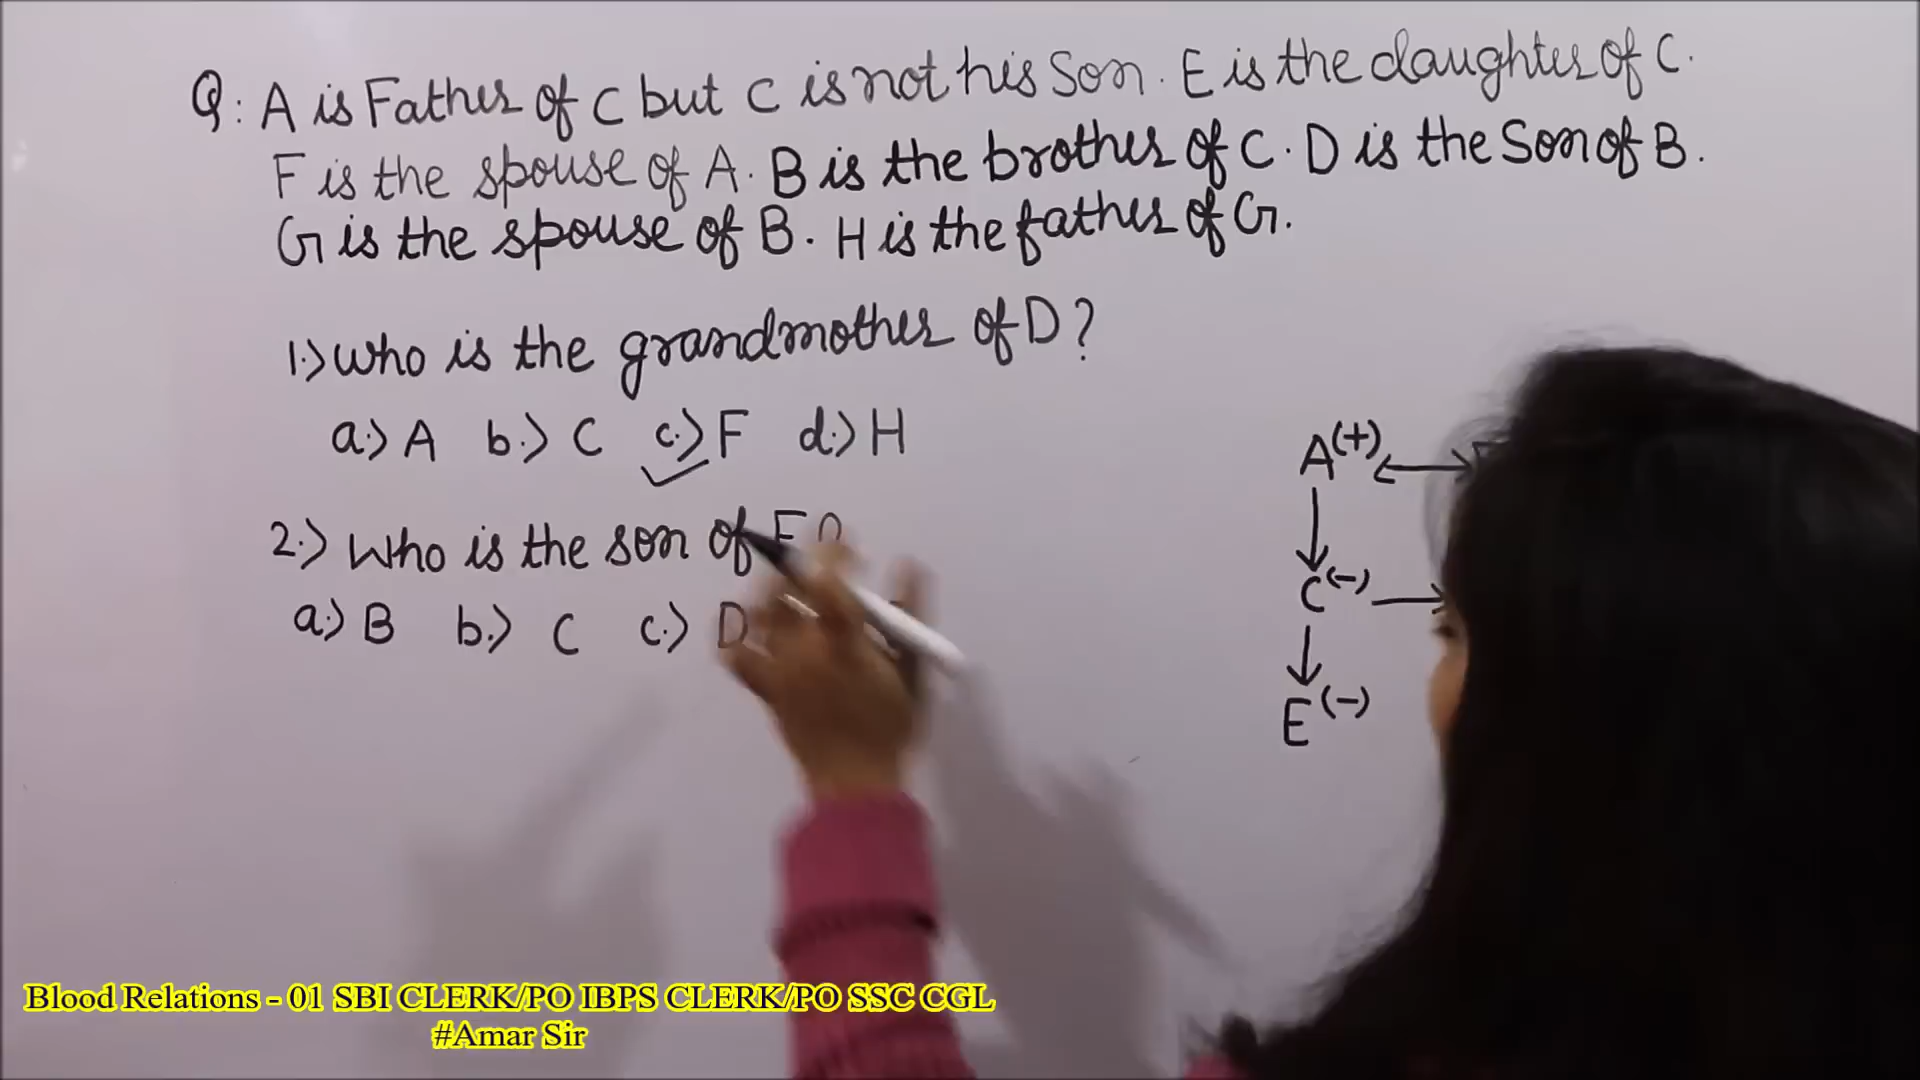 Q: A is Father of C but C is not his Son. E is the daughter of C.
F is the spouse of A. B is the brother of C. D is the Son of B.
G is the spouse of B. H is the father of G.
1.) Who is the grandmother of D?
a.) A b.) C c.) F d.) H
2.) Who is the son of
a.) B b.) C c.) D
A(+)
C(-)
E(-)
Blood Relations - 01 SBI CLERK/PO IBPS CLERK/PO SSC CGL
#Amar Sir